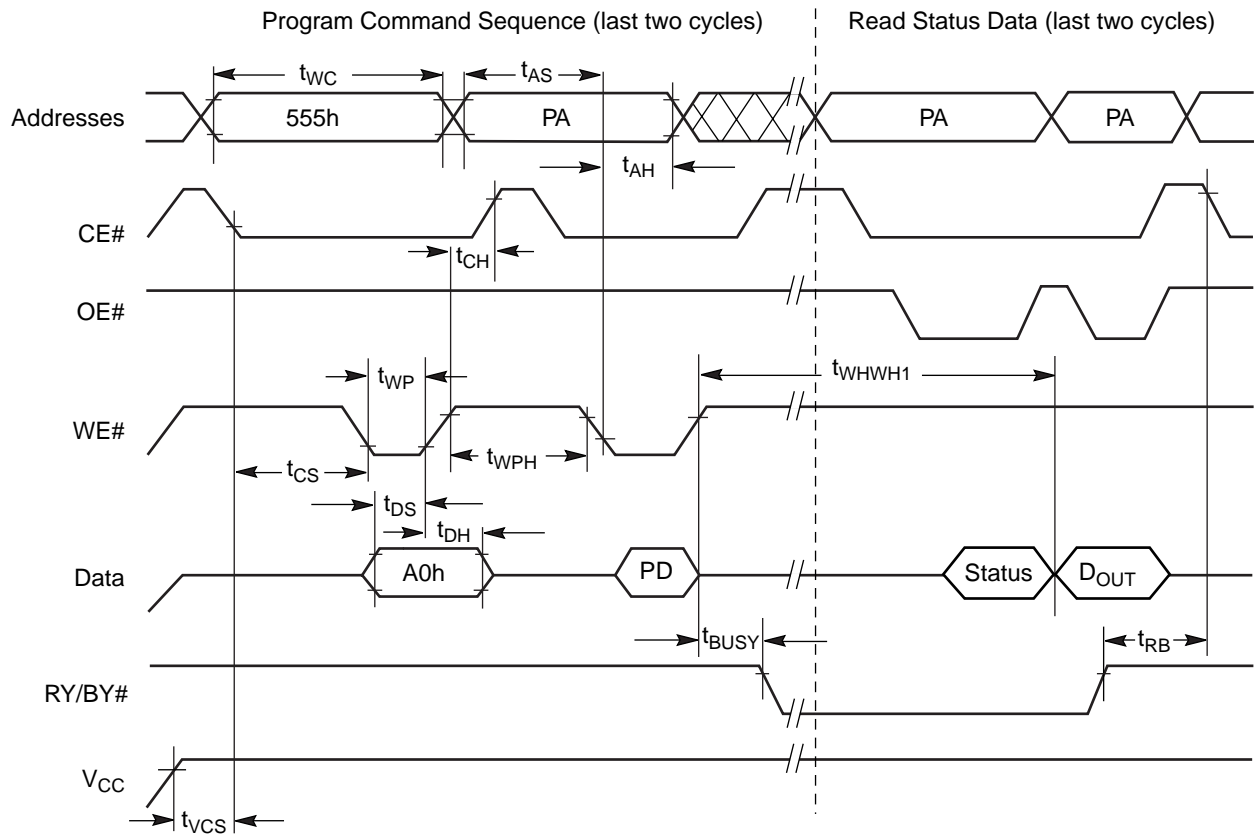 Program Command Sequence (last two cycles)
Read Status Data (last two cycles)
tWC
tAS
Addresses
555h
PA
PA
PA
tAH
CE#
tCH
OE#
tWP
tWHWH1
WE#
tCS
tWPH
tDS
tDH
Data
A0h
PD
Status
DOUT
tBUSY
tRB
RY/BY#
VCC
tVCS